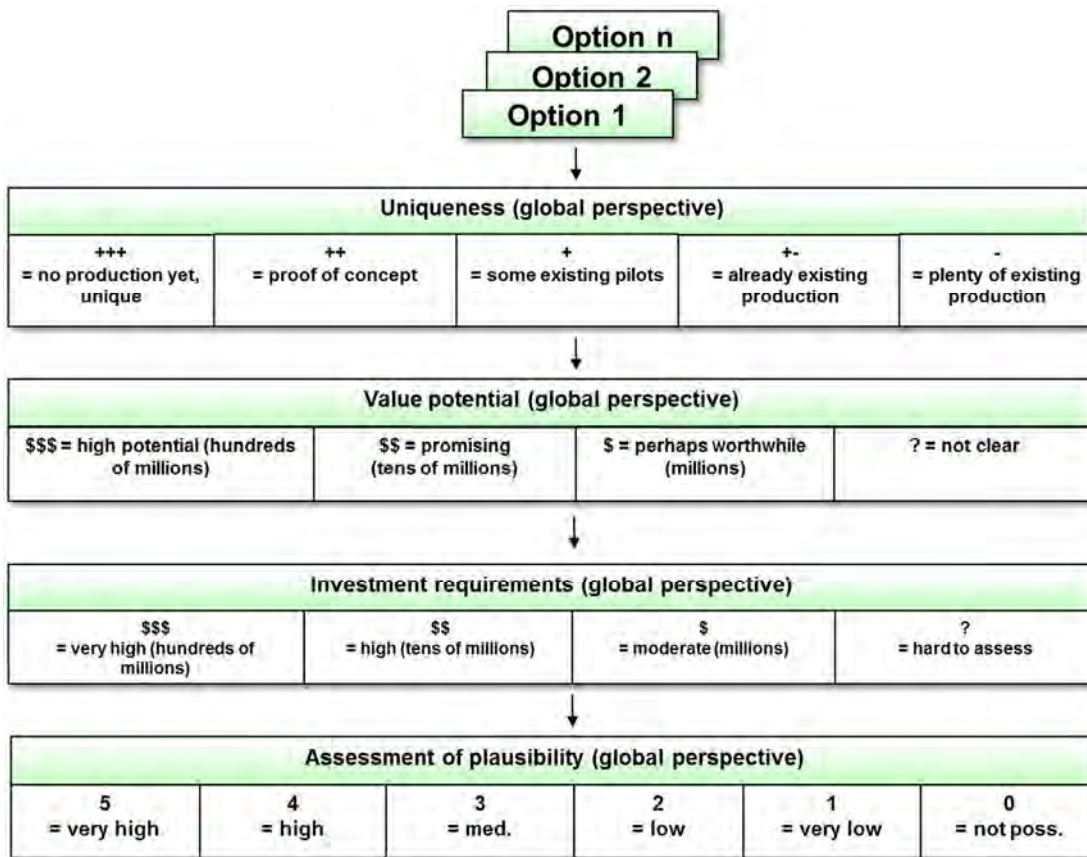 Option n
Option 2
Option 1
Uniqueness (global perspective)
+++
= no production yet,
unique
++
= proof of concept
+
= some existing pilots
+-
= already existing
production
-
= plenty of existing
production
Value potential (global perspective)
$$$ = high potential (hundreds
of millions)
$$ = promising
(tens of millions)
$ = perhaps worthwhile
(millions)
? = not clear
Investment requirements (global perspective)
$$$
= very high (hundreds of
millions)
$$
= high (tens of millions)
$
= moderate (millions)
?
= hard to assess
Assessment of plausibility (global perspective)
5
= very high
4
= high
3
= med.
2
= low
1
= very low
0
= not poss.